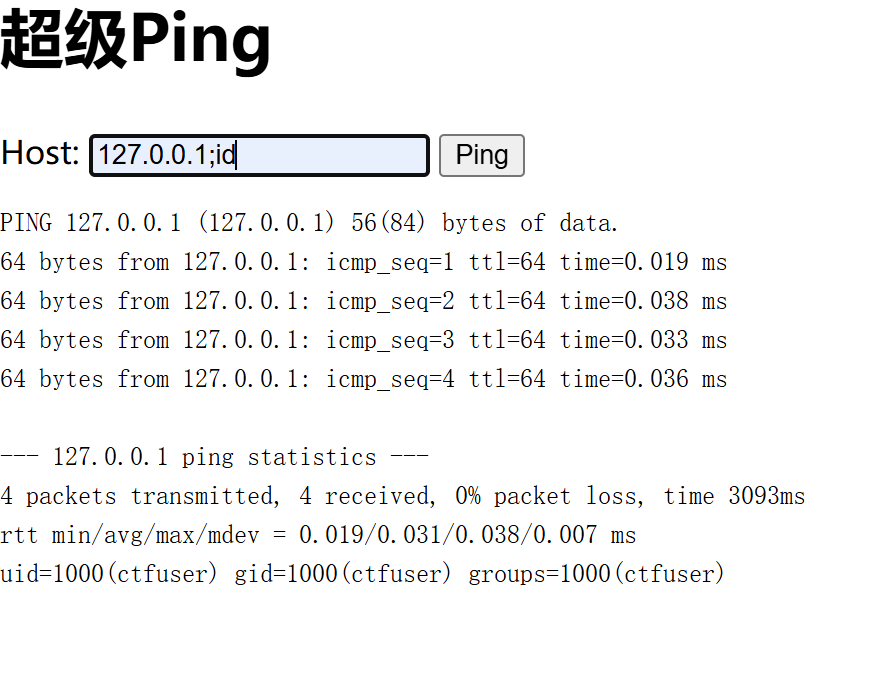 超级Ping
Host: 127.0.0.1;id Ping
PING 127.0.0.1 (127.0.0.1) 56(84) bytes of data.
64 bytes from 127.0.0.1: icmp_seq=1 ttl=64 time=0.019 ms
64 bytes from 127.0.0.1: icmp_seq=2 ttl=64 time=0.038 ms
64 bytes from 127.0.0.1: icmp_seq=3 ttl=64 time=0.033 ms
64 bytes from 127.0.0.1: icmp_seq=4 ttl=64 time=0.036 ms
--- 127.0.0.1 ping statistics ---
4 packets transmitted, 4 received, 0% packet loss, time 3093ms
rtt min/avg/max/mdev = 0.019/0.031/0.038/0.007 ms
uid=1000(ctfuser) gid=1000(ctfuser) groups=1000(ctfuser)